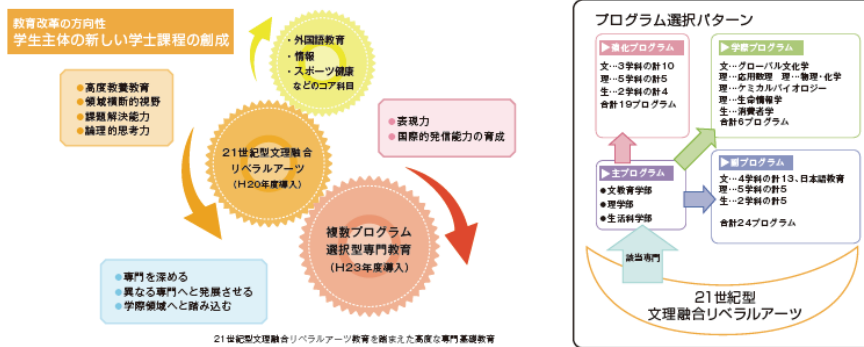 教育改革の方向性
学生主体の新しい学士課程の創成
・外国語教育
・情報
・スポーツ健康
などのコア科目
●高度教養教育
●領域横断的視野
●課題解決能力
●論理的思考力
21世紀型文理融合
リベラルアーツ
(H20年度導入)
●表現力
●国際的発信能力の育成
複数プログラム
選択型専門教育
(H23年度導入)
●専門を深める
●異なる専門へと発展させる
●学際領域へと踏み込む
21世紀型文理融合リベラルアーツ教育を踏まえた高度な専門基礎教育
プログラム選択パターン
▶強化プログラム
文…3学科の計10
理…5学科の計5
生…2学科の計4
合計19プログラム
▶学際プログラム
文…グローバル文化学
理…応用数理 理…物理・化学
理…ケミカルバイオロジー
理…生命情報学
生…消費者学
合計6プログラム
▶主プログラム
●文教育学部
●理学部
●生活科学部
▶副プログラム
文…4学科の計13、日本語教育
理…5学科の計5
生…2学科の計5
合計24プログラム
該当専門
21世紀型
文理融合リベラルアーツ